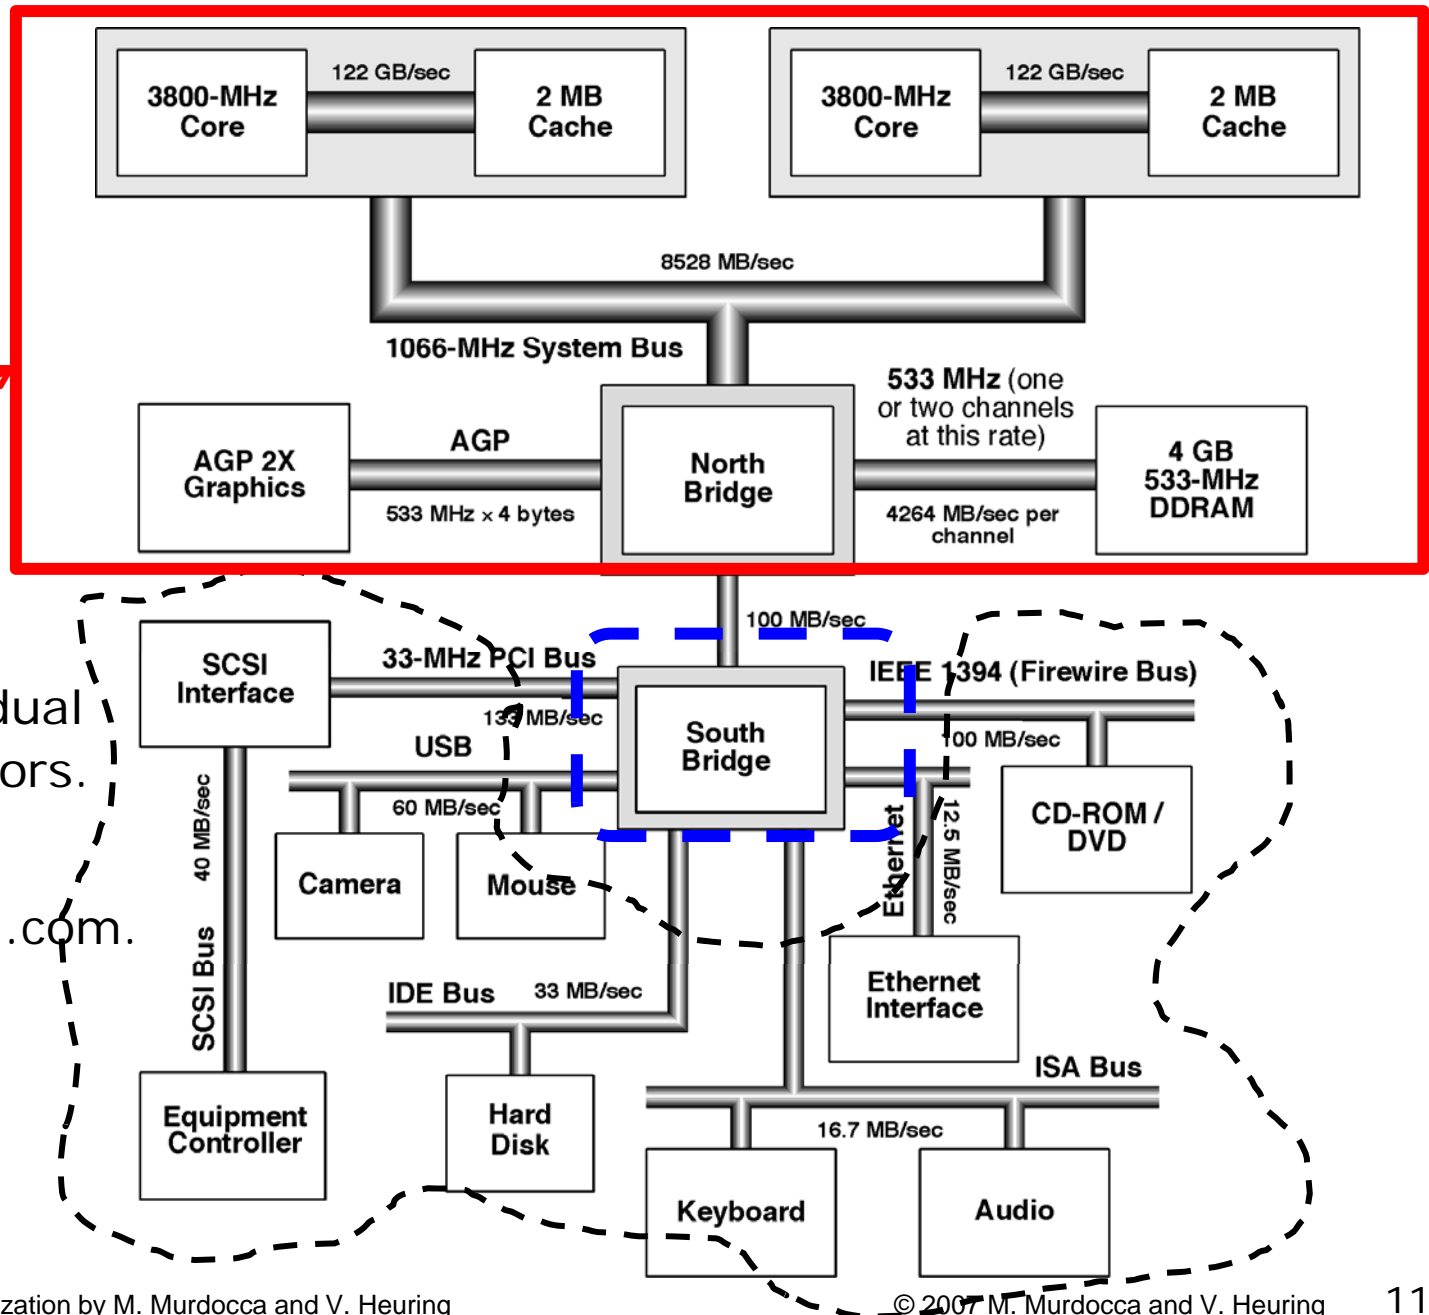 122 GB/sec
122 GB/sec
3800-MHz
Core
2 MB
Cache
3800-MHz
Core
2 MB
Cache
8528 MB/sec
1066-MHz System Bus
533 MHz (one
or two channels
at this rate)
AGP 2X
Graphics
AGP
533 MHz × 4 bytes
North
Bridge
4264 MB/sec per
channel
4 GB
533-MHz
DDRAM
100 MB/sec
SCSI
Interface
33-MHz PCI Bus
133 MB/sec
IEEE 1394 (Firewire Bus)
100 MB/sec
dual
ors.
.com.
USB
60 MB/sec
South
Bridge
40 MB/sec
SCSI Bus
Camera
Mouse
Ethernet
12.5 MB/sec
CD-ROM /
DVD
IDE Bus
33 MB/sec
Ethernet
Interface
ISA Bus
16.7 MB/sec
Equipment
Controller
Hard
Disk
Keyboard
Audio
zation by M. Murdocca and V. Heuring
© 2007 M. Murdocca and V. Heuring
11